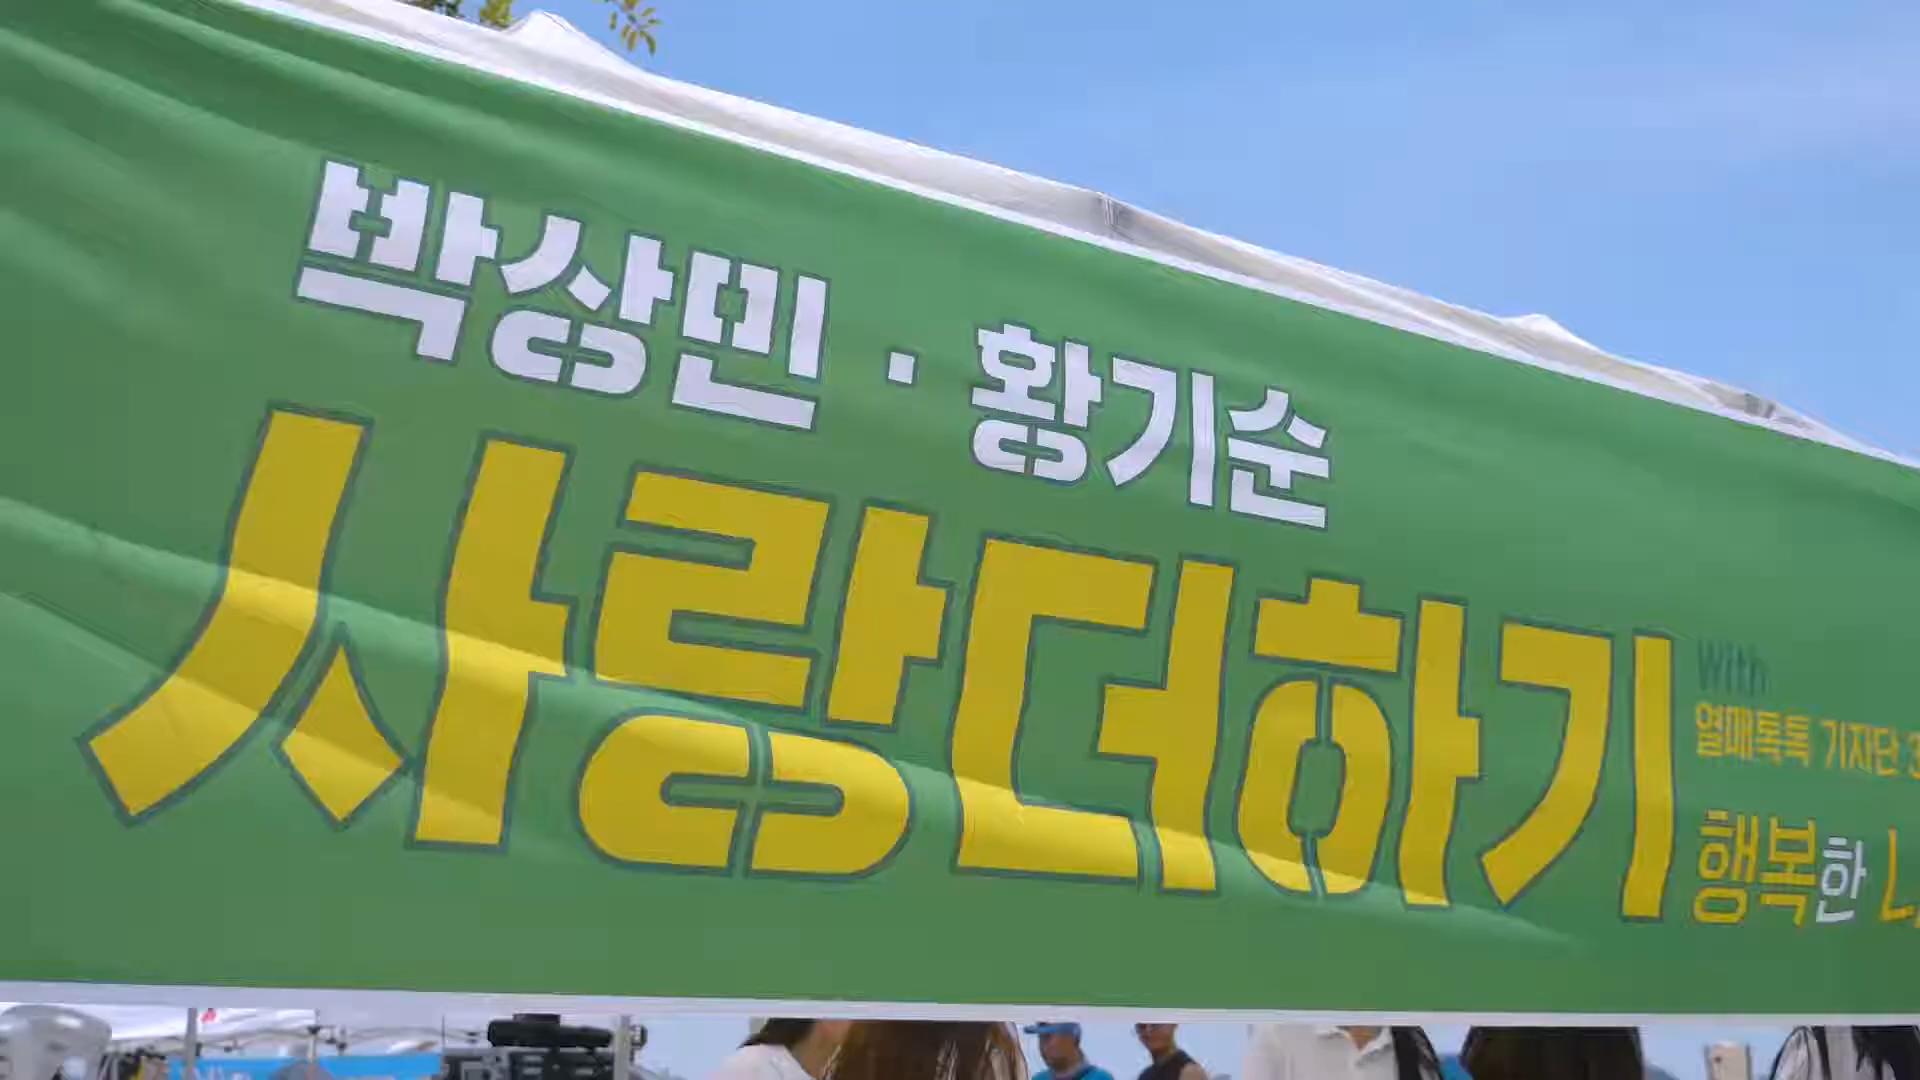 박상민 · 황기순
사랑더하기
with
열매톡톡 기자단
행복한